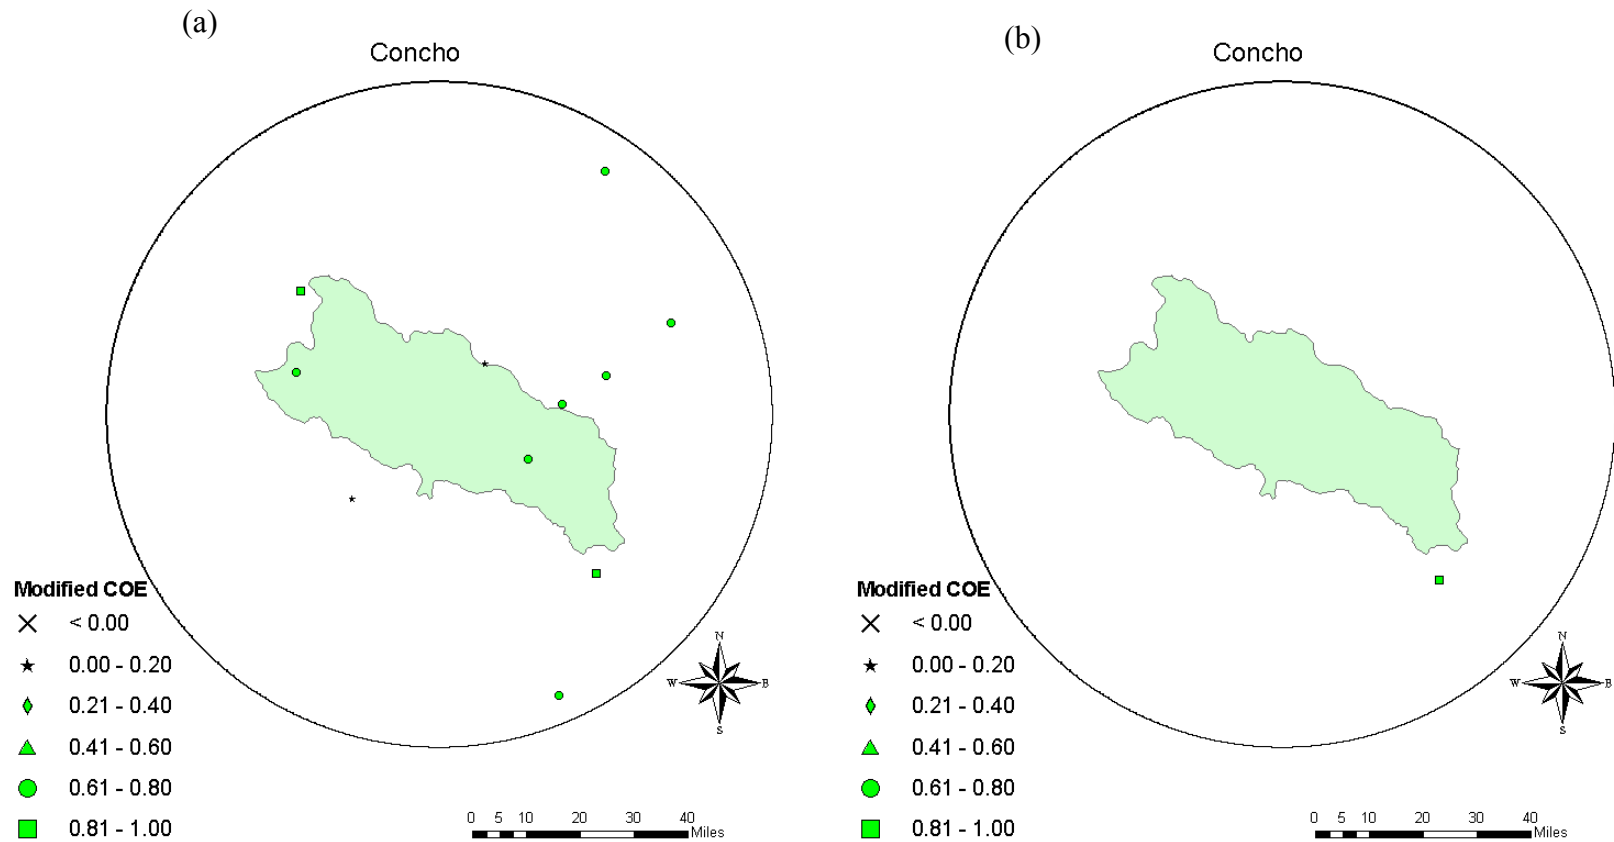 (a)
Concho
Modified COE
< 0.00
0.00 - 0.20
0.21 - 0.40
0.41 - 0.60
0.61 - 0.80
0.81 - 1.00
N
W E
S
0 5 10 20 30 40
Miles
(b)
Concho
Modified COE
< 0.00
0.00 - 0.20
0.21 - 0.40
0.41 - 0.60
0.61 - 0.80
0.81 - 1.00
N
W E
S
0 5 10 20 30 40
Miles